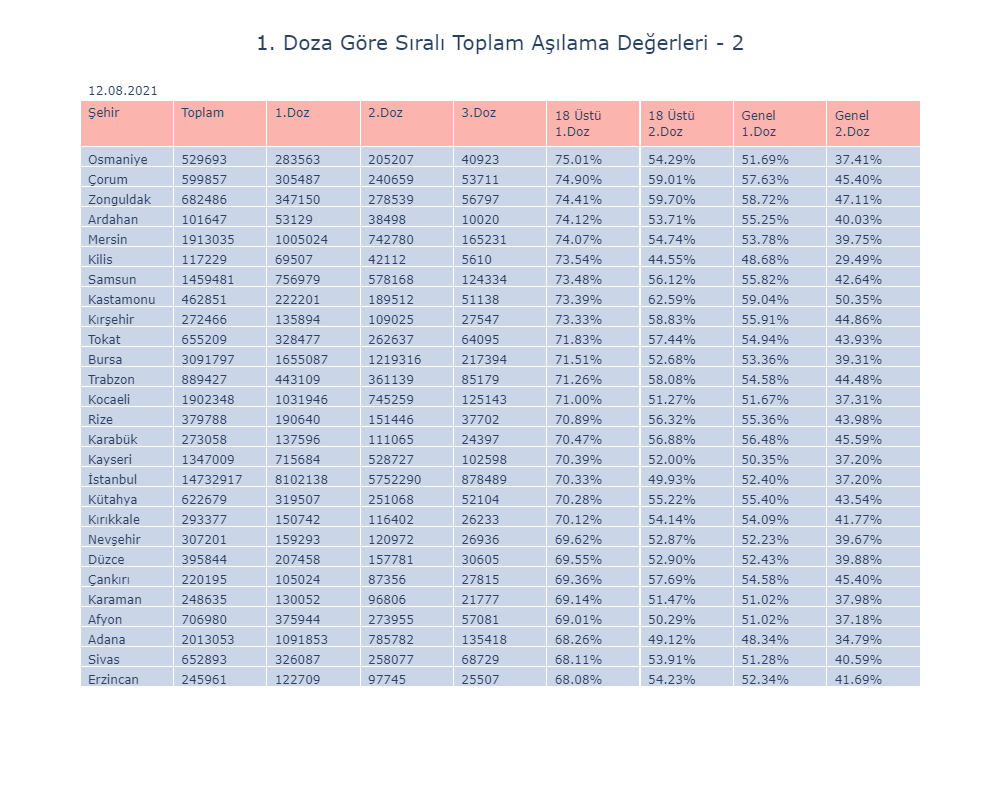 1. Doza Göre Sıralı Toplam Aşılama Değerleri - 2
12.08.2021
Şehir Toplam 1.Doz 2.Doz 3.Doz 18 Üstü 1.Doz 18 Üstü 2.Doz Genel 1.Doz Genel 2.Doz
Osmaniye 529693 283563 205207 40923 75.01% 54.29% 51.69% 37.41%
Çorum 599857 305487 240659 53711 74.90% 59.01% 57.63% 45.40%
Zonguldak 682486 347150 278539 56797 74.41% 59.70% 58.72% 47.11%
Ardahan 101647 53129 38498 10020 74.12% 53.71% 55.25% 40.03%
Mersin 1913035 1005024 742780 165231 74.07% 54.74% 53.78% 39.75%
Kilis 117229 69507 42112 5610 73.54% 44.55% 48.68% 29.49%
Samsun 1459481 756979 578168 124334 73.48% 56.12% 55.82% 42.64%
Kastamonu 462851 222201 189512 51138 73.39% 62.59% 59.04% 50.35%
Kırşehir 272466 135894 109025 27547 73.33% 58.83% 55.91% 44.86%
Tokat 655209 328477 262637 64095 71.83% 57.44% 54.94% 43.93%
Bursa 3091797 1655087 1219316 217394 71.51% 52.68% 53.36% 39.31%
Trabzon 889427 443109 361139 85179 71.26% 58.08% 54.58% 44.48%
Kocaeli 1902348 1031946 745259 125143 71.00% 51.27% 51.67% 37.31%
Rize 379788 190640 151446 37702 70.89% 56.32% 55.36% 43.98%
Karabük 273058 137596 111065 24397 70.47% 56.88% 56.48% 45.59%
Kayseri 1347009 715684 528727 102598 70.39% 52.00% 50.35% 37.20%
İstanbul 14732917 8102138 5752290 878489 70.33% 49.93% 52.40% 37.20%
Kütahya 622679 319507 251068 52104 70.28% 55.22% 55.40% 43.54%
Kırıkkale 293377 150742 116402 26233 70.12% 54.14% 54.09% 41.77%
Nevşehir 307201 159293 120972 26936 69.62% 52.87% 52.23% 39.67%
Düzce 395844 207458 157781 30605 69.55% 52.90% 52.43% 39.88%
Çankırı 220195 105024 87356 27815 69.36% 57.69% 54.58% 45.40%
Karaman 248635 130052 96806 21777 69.14% 51.47% 51.02% 37.98%
Afyon 706980 375944 273955 57081 69.01% 50.29% 51.02% 37.18%
Adana 2013053 1091853 785782 135418 68.26% 49.12% 48.34% 34.79%
Sivas 652893 326087 258077 68729 68.11% 53.91% 51.28% 40.59%
Erzincan 245961 122709 97745 25507 68.08% 54.23% 52.34% 41.69%